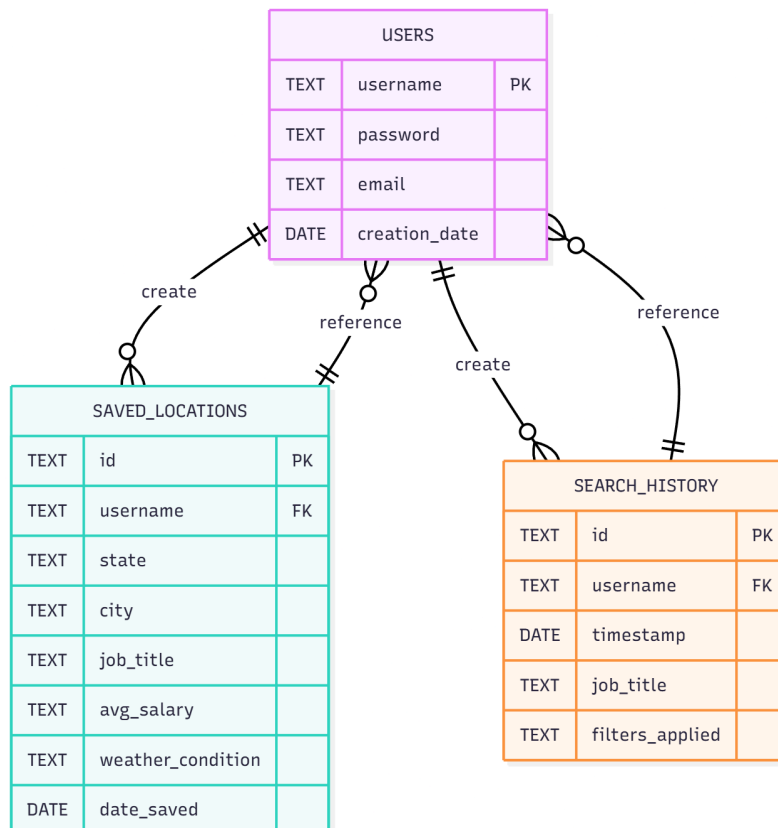 USERS
TEXT username PK
TEXT password
TEXT email
DATE creation_date
create
reference
reference
create
SAVED_LOCATIONS
TEXT id PK
TEXT username FK
TEXT state
TEXT city
TEXT job_title
TEXT avg_salary
TEXT weather_condition
DATE date_saved
SEARCH_HISTORY
TEXT id PK
TEXT username FK
DATE timestamp
TEXT job_title
TEXT filters_applied